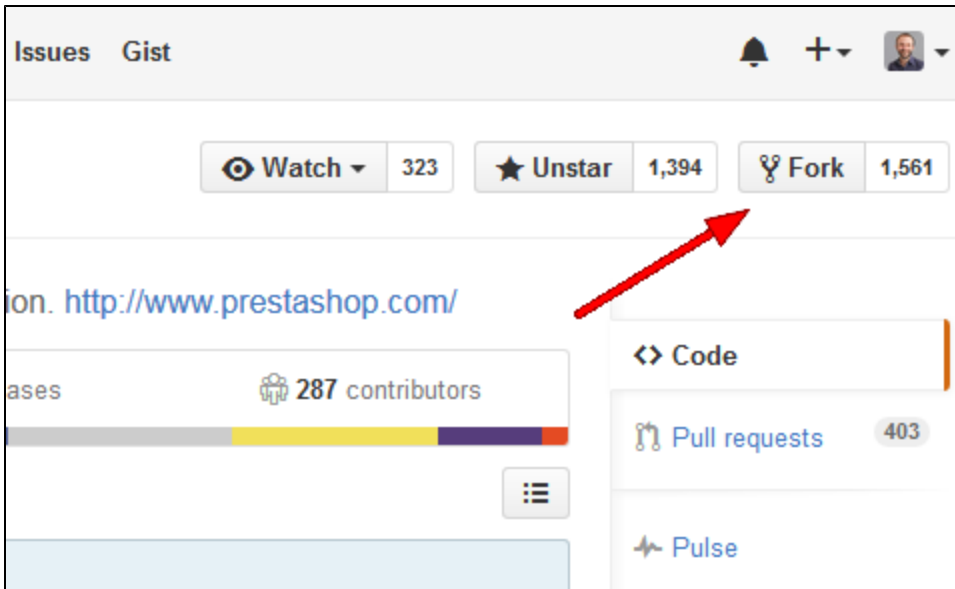 Issues Gist
Watch 323 Unstar 1,394 Fork 1,561
ion. http://www.prestashop.com/
Code
ases 287 contributors
Pull requests 403
Pulse